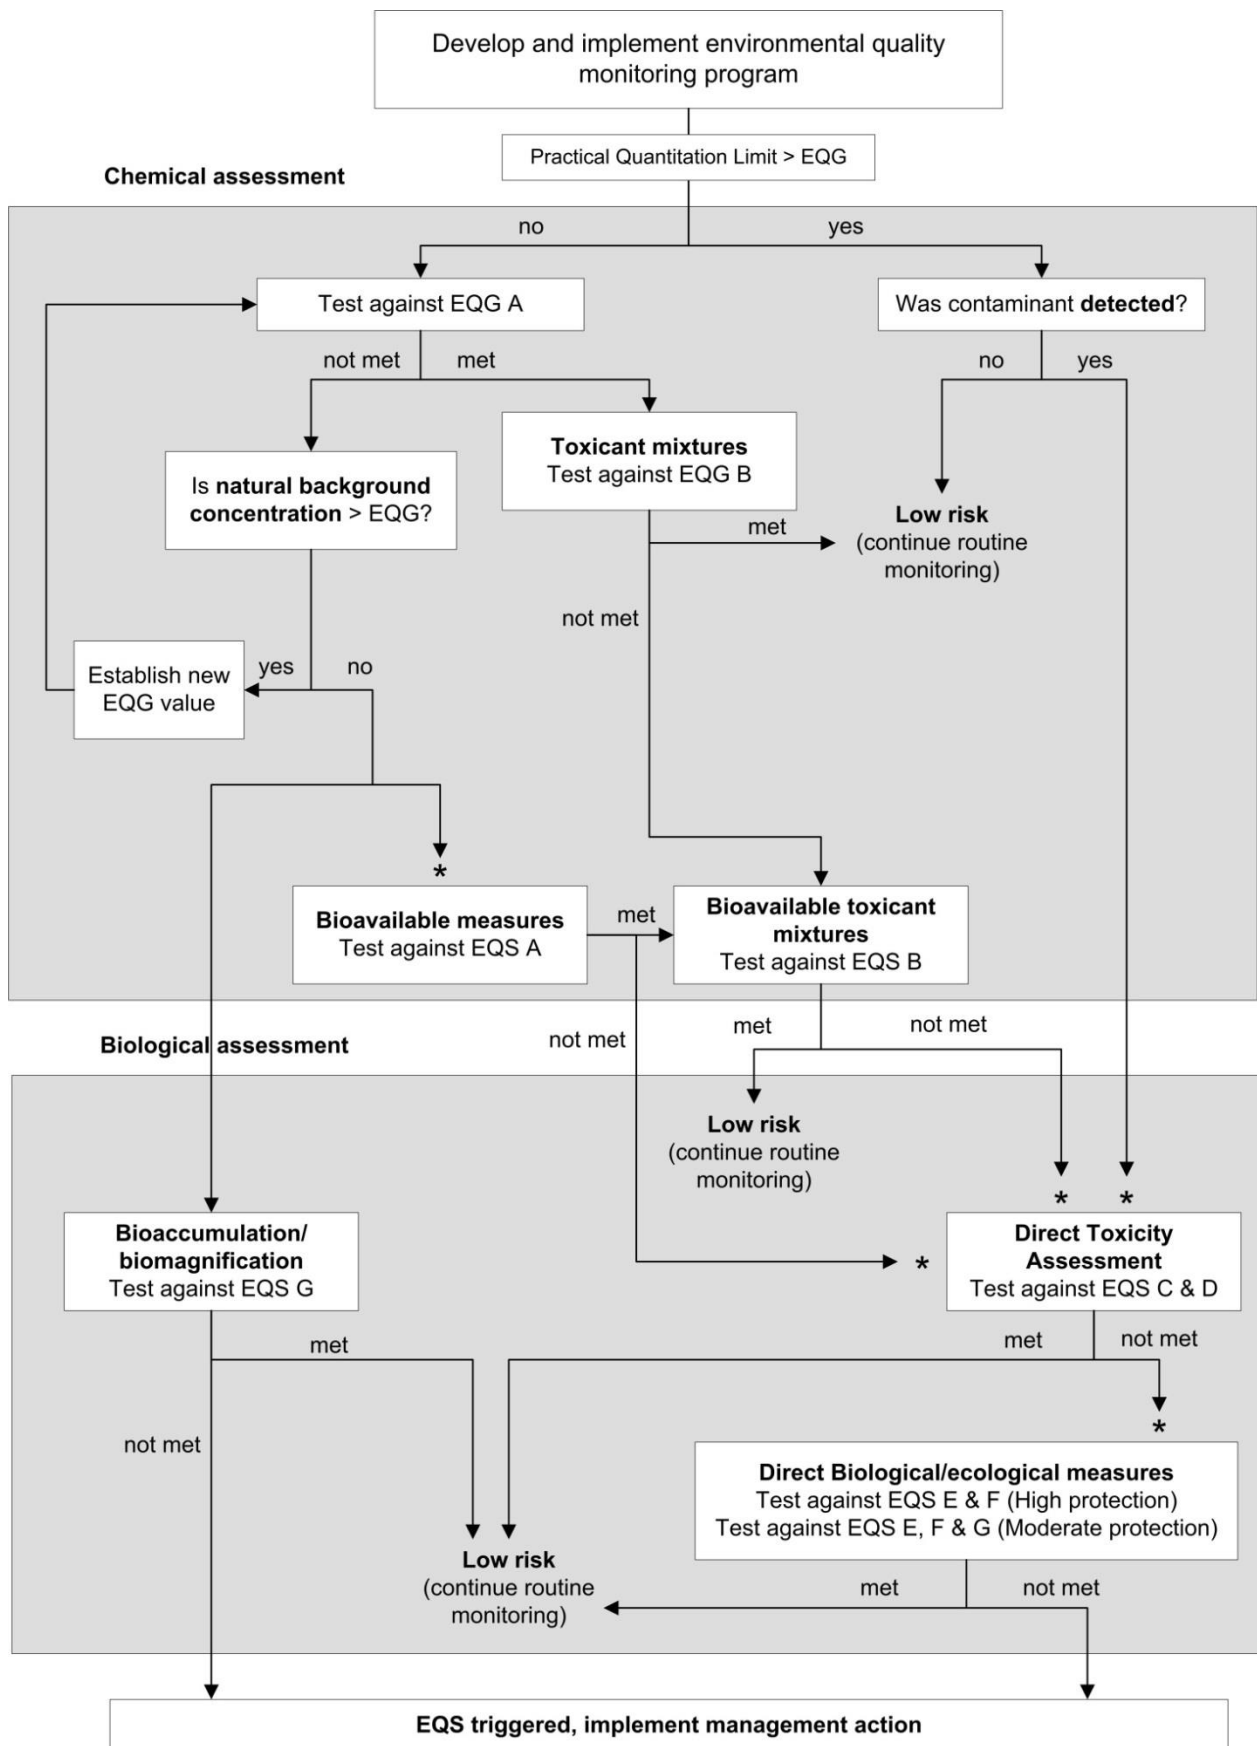 Develop and implement environmental quality
monitoring program
Practical Quantitation Limit > EQG
Chemical assessment
no
yes
Test against EQG A
Was contaminant detected?
not met
met
no
yes
Toxicant mixtures
Test against EQG B
Is natural background
concentration > EQG?
met
Low risk
(continue routine
monitoring)
not met
Establish new
EQG value
yes
no
*
Bioavailable measures
Test against EQS A
met
Bioavailable toxicant
mixtures
Test against EQS B
Biological assessment
not met
met
not met
Low risk
(continue routine
monitoring)
*
*
Bioaccumulation/
biomagnification
Test against EQS G
*
Direct Toxicity
Assessment
Test against EQS C & D
met
met
not met
not met
*
Direct Biological/ecological measures
Test against EQS E & F (High protection)
Test against EQS E, F & G (Moderate protection)
Low risk
(continue routine
monitoring)
met
not met
EQS triggered, implement management action